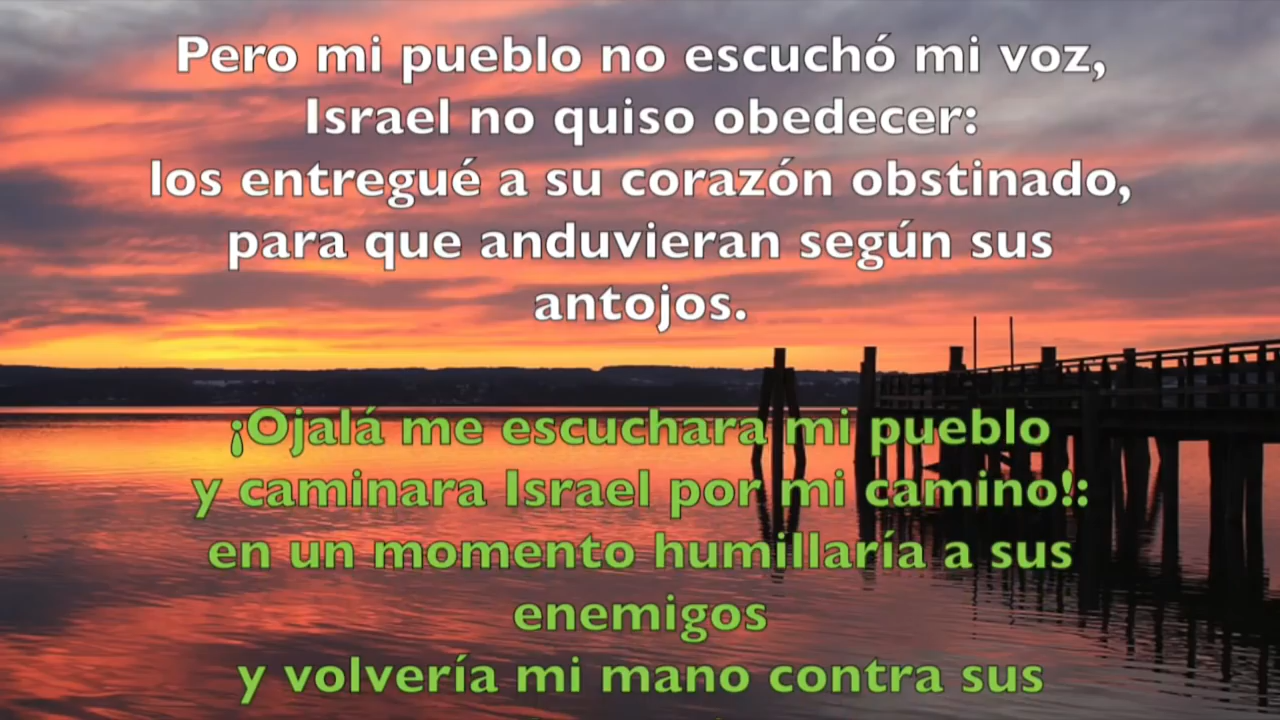 Pero mi pueblo no escuchó mi voz,
Israel no quiso obedecer:
los entregué a su corazón obstinado,
para que anduvieran según sus
antojos.
¡Ojalá me escuchara mi pueblo
y caminara Israel por mi camino!:
en un momento humillaría a sus
enemigos
y volvería mi mano contra sus